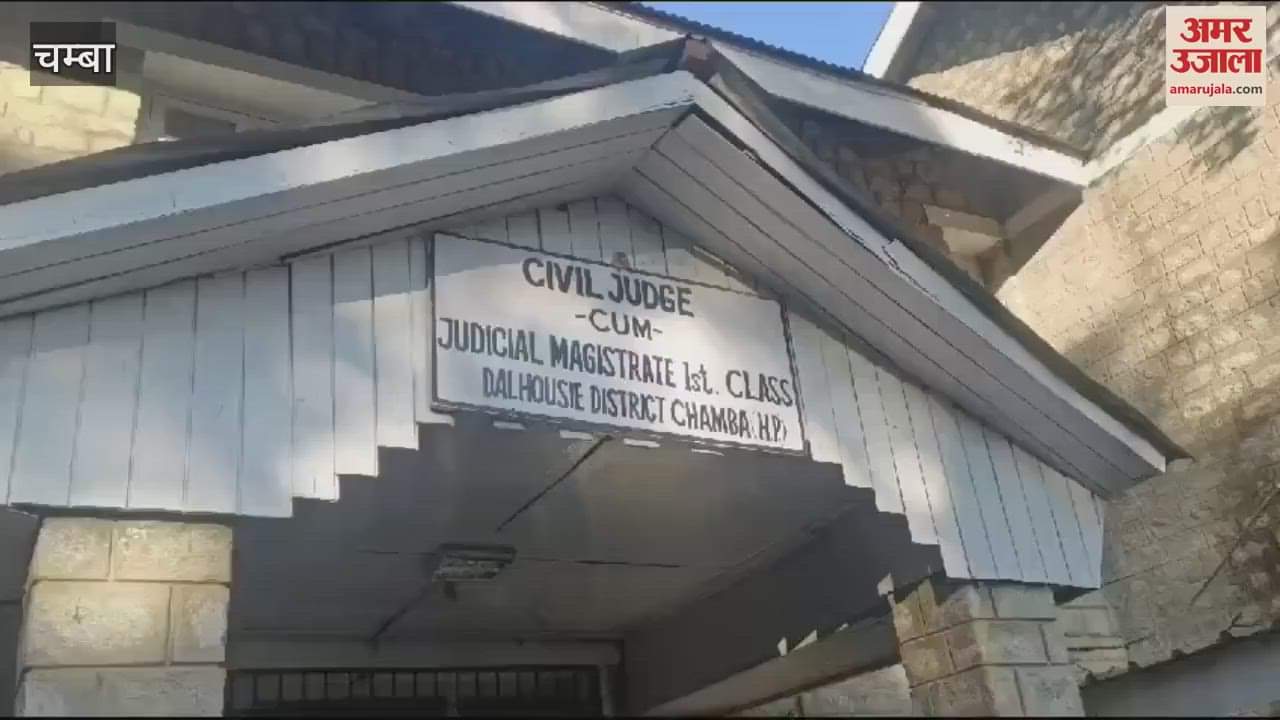 चम्बा
अमर
उजाला
amarujala.com
CIVIL JUDGE
-CUM-
JUDICIAL MAGISTRATE 1st. CLASS
DALHOUSIE DISTRICT CHAMBA (H.P.)